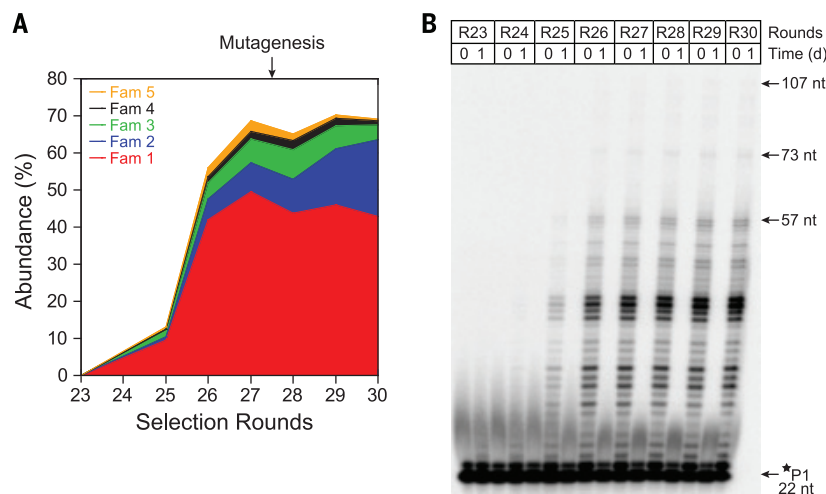 A
Mutagenesis
Abundance (%)
80
70
60
50
40
30
20
10
0
Fam 5
Fam 4
Fam 3
Fam 2
Fam 1
23 24 25 26 27 28 29 30
Selection Rounds
B
R23 R24 R25 R26 R27 R28 R29 R30 Rounds
0 1 0 1 0 1 0 1 0 1 0 1 0 1 0 1 Time (d)
107 nt
73 nt
57 nt
★P1
22 nt